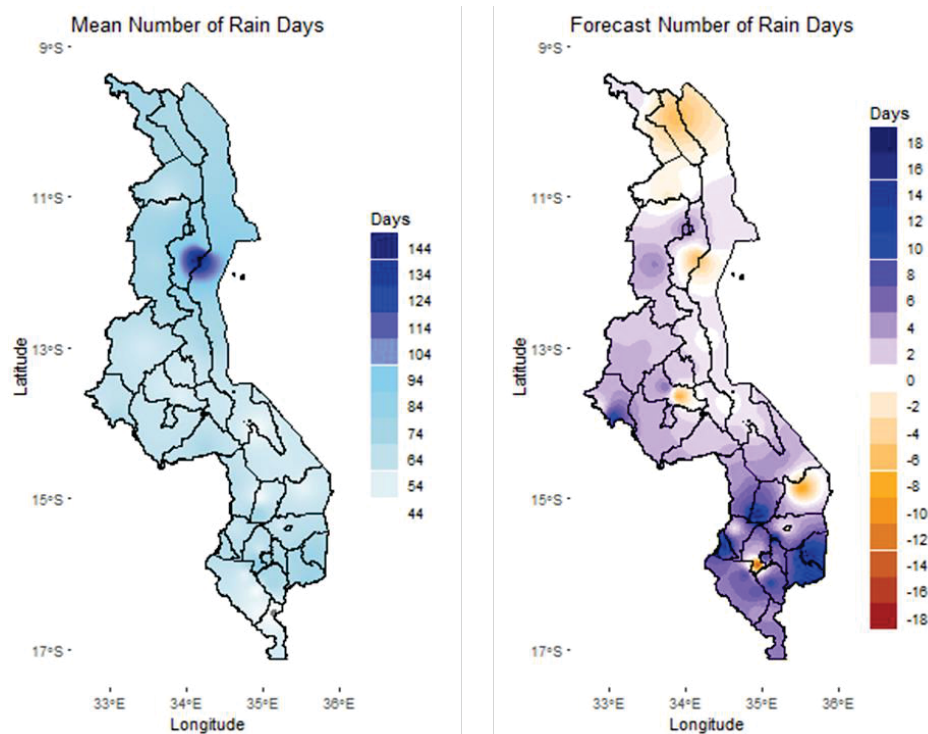 Mean Number of Rain Days
9°S
11°S
13°S
15°S
17°S
Latitude
33°E 34°E 35°E 36°E
Longitude
Days
144
134
124
114
104
94
84
74
64
54
44
Forecast Number of Rain Days
9°S
11°S
13°S
15°S
17°S
Latitude
33°E 34°E 35°E 36°E
Longitude
Days
18
16
14
12
10
8
6
4
2
0
-2
-4
-6
-8
-10
-12
-14
-16
-18